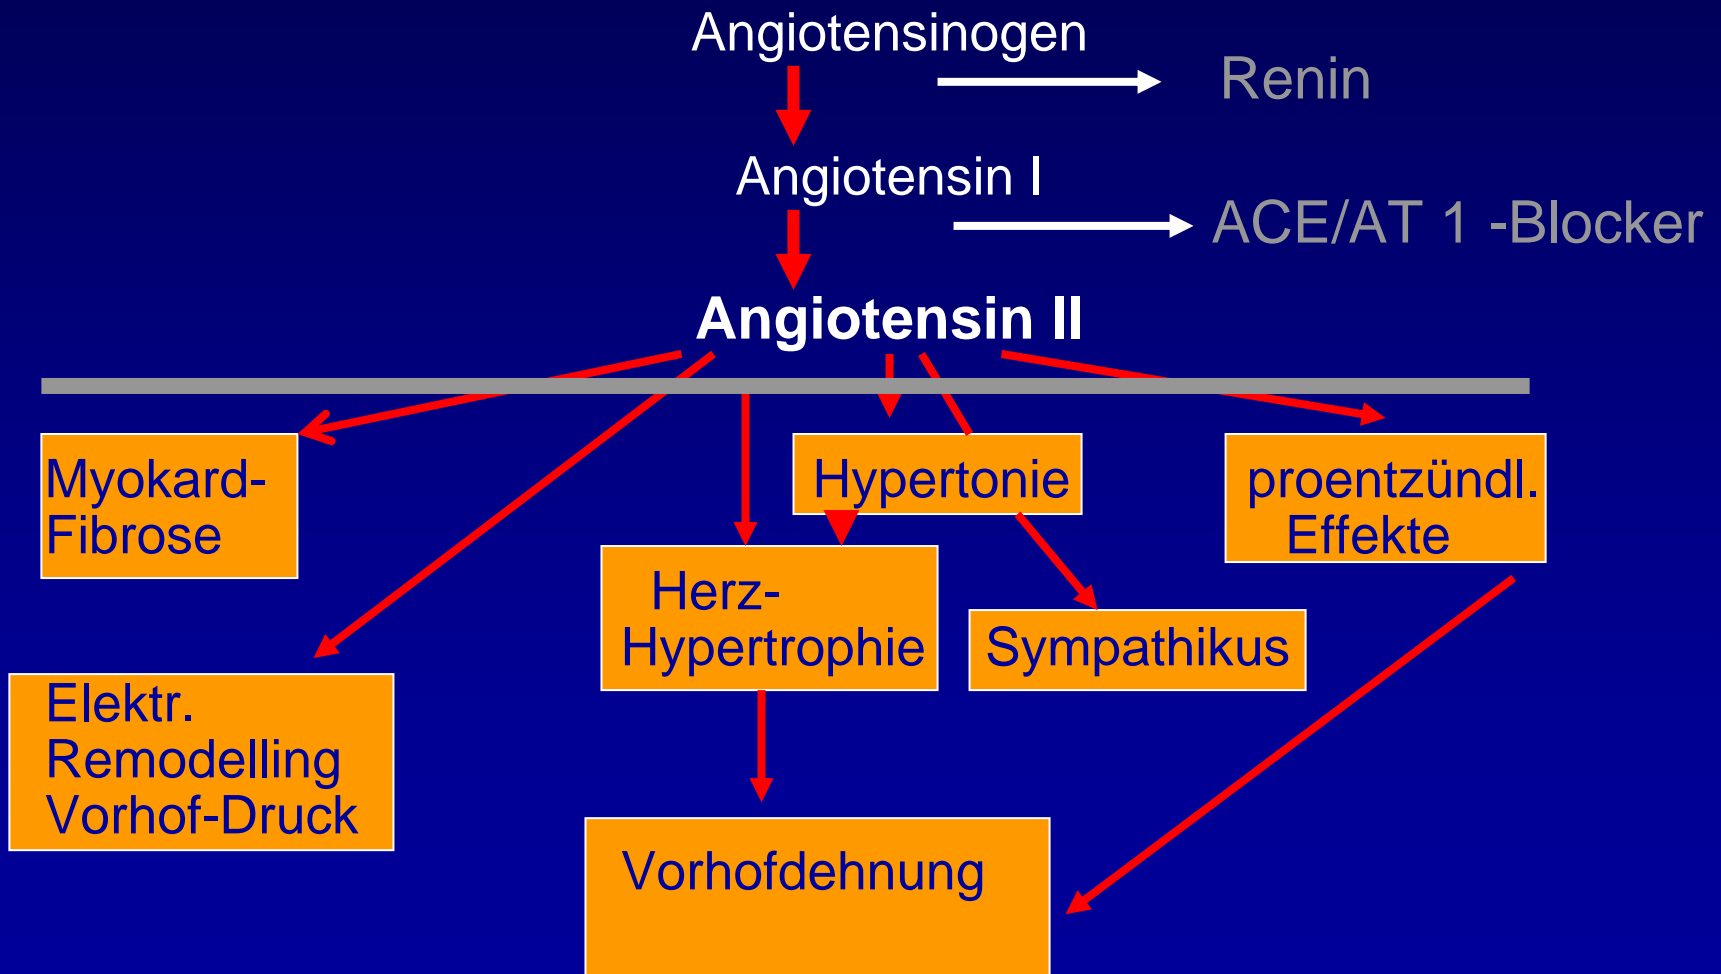 Angiotensinogen
Renin
Angiotensin I
ACE/AT 1 -Blocker
Angiotensin II
Myokard-
Fibrose
Hypertonie
proentzündl.
Effekte
Herz-
Hypertrophie
Sympathikus
Elektr.
Remodelling
Vorhof-Druck
Vorhofdehnung